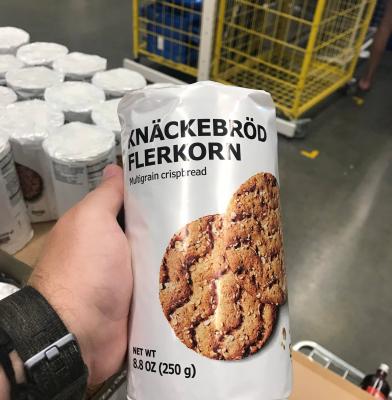 KNÄCKEBRÖD
FLERKORN
Multigrain crispbread
NET WT
8.8 OZ (250 g)